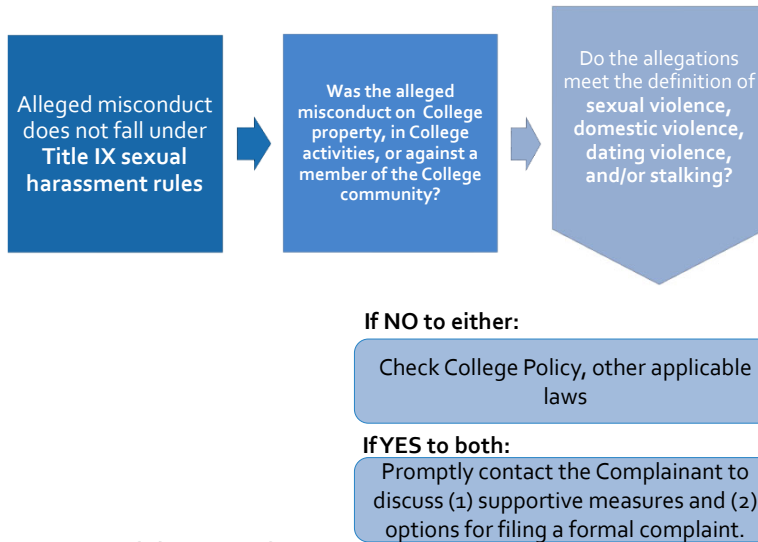 Alleged misconduct
does not fall under
Title IX sexual
harassment rules
Was the alleged
misconduct on College
property, in College
activities, or against a
member of the College
community?
Do the allegations
meet the definition of
sexual violence,
domestic violence,
dating violence,
and/or stalking?
If NO to either:
Check College Policy, other applicable
laws
If YES to both:
Promptly contact the Complainant to
discuss (1) supportive measures and (2)
options for filing a formal complaint.